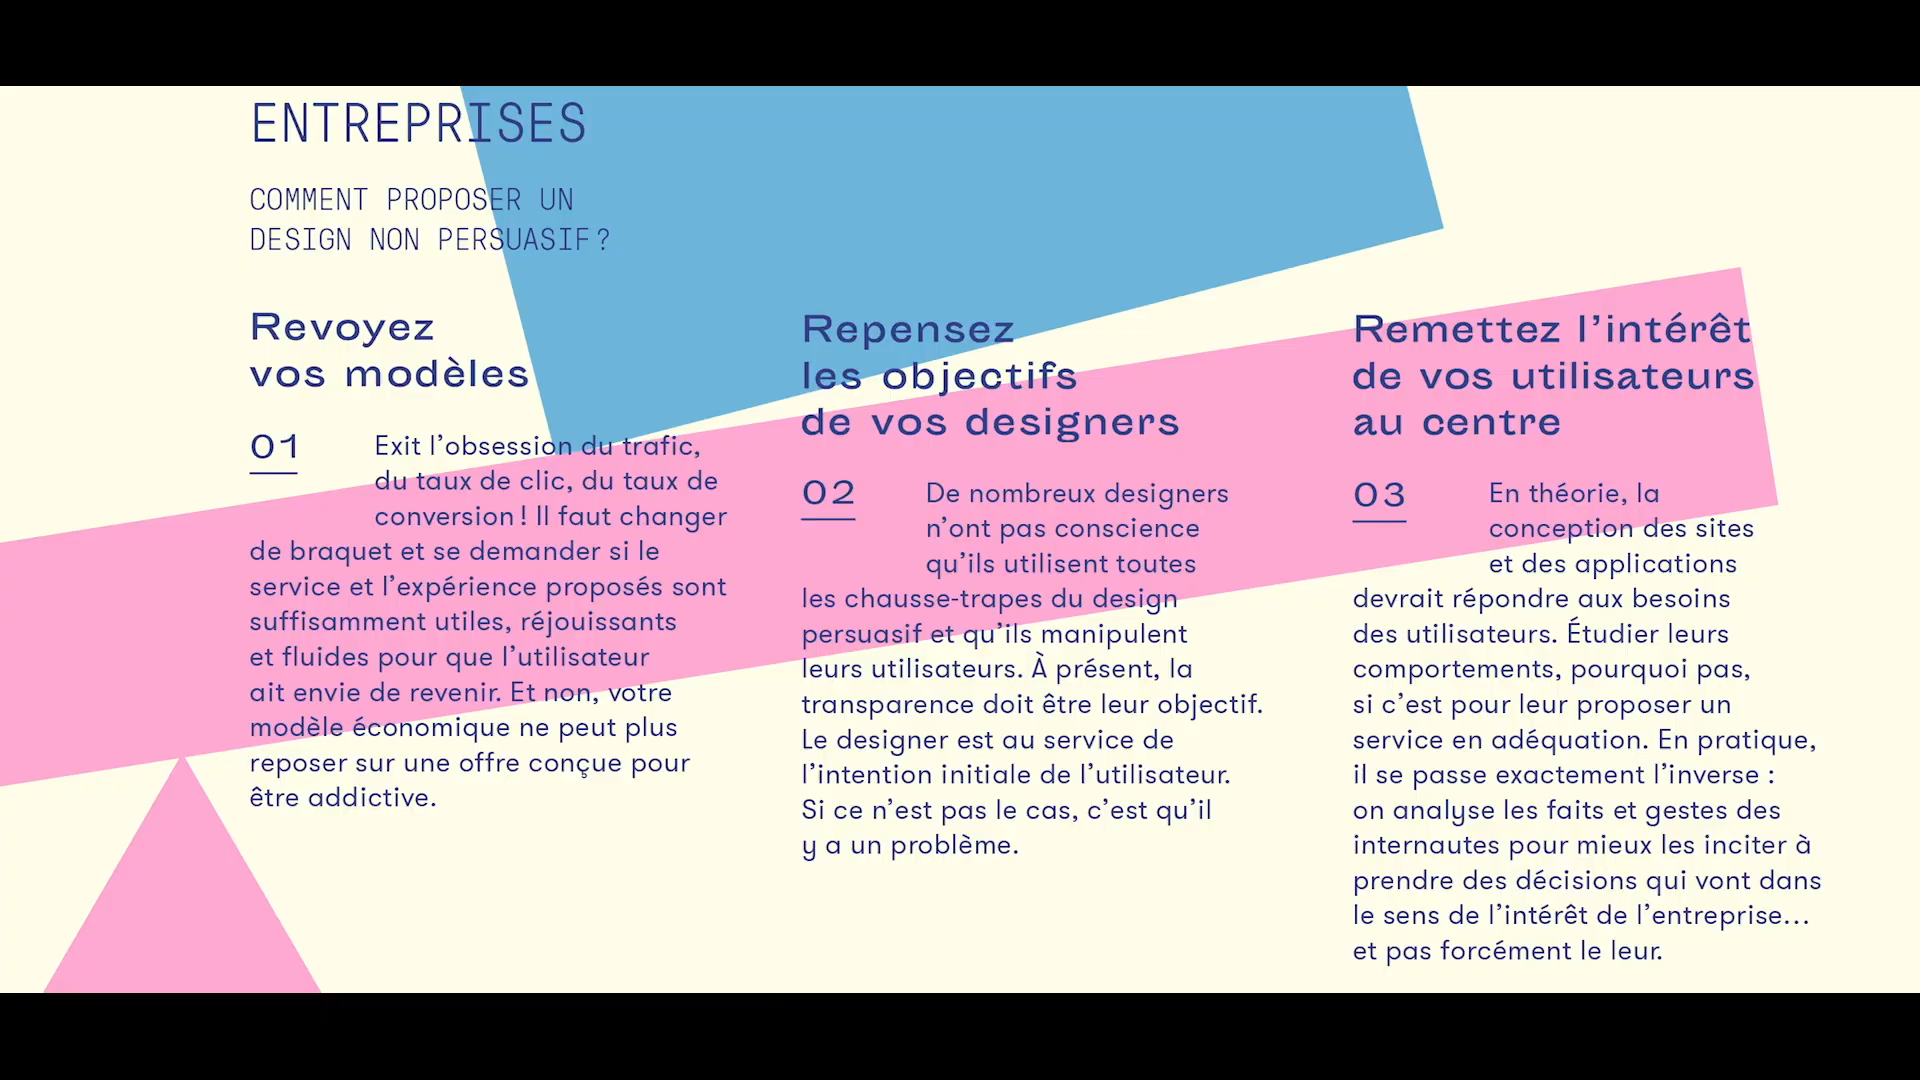 ENTREPRISES
COMMENT PROPOSER UN
DESIGN NON PERSUASIF ?
Revoyez
vos modèles
01
Exit l’obsession du trafic,
du taux de clic, du taux de
conversion ! Il faut changer
de braquet et se demander si le
service et l’expérience proposés sont
suffisamment utiles, réjouissants
et fluides pour que l’utilisateur
ait envie de revenir. Et non, votre
modèle économique ne peut plus
reposer sur une offre conçue pour
être addictive.
Repensez
les objectifs
de vos designers
02
De nombreux designers
n’ont pas conscience
qu’ils utilisent toutes
les chausse-trapes du design
persuasif et qu’ils manipulent
leurs utilisateurs. À présent, la
transparence doit être leur objectif.
Le designer est au service de
l’intention initiale de l’utilisateur.
Si ce n’est pas le cas, c’est qu’il
y a un problème.
Remettez l’intérêt
de vos utilisateurs
au centre
03
En théorie, la
conception des sites
et des applications
devrait répondre aux besoins
des utilisateurs. Étudier leurs
comportements, pourquoi pas,
si c’est pour leur proposer un
service en adéquation. En pratique,
il se passe exactement l’inverse :
on analyse les faits et gestes des
internautes pour mieux les inciter à
prendre des décisions qui vont dans
le sens de l’intérêt de l’entreprise…
et pas forcément le leur.